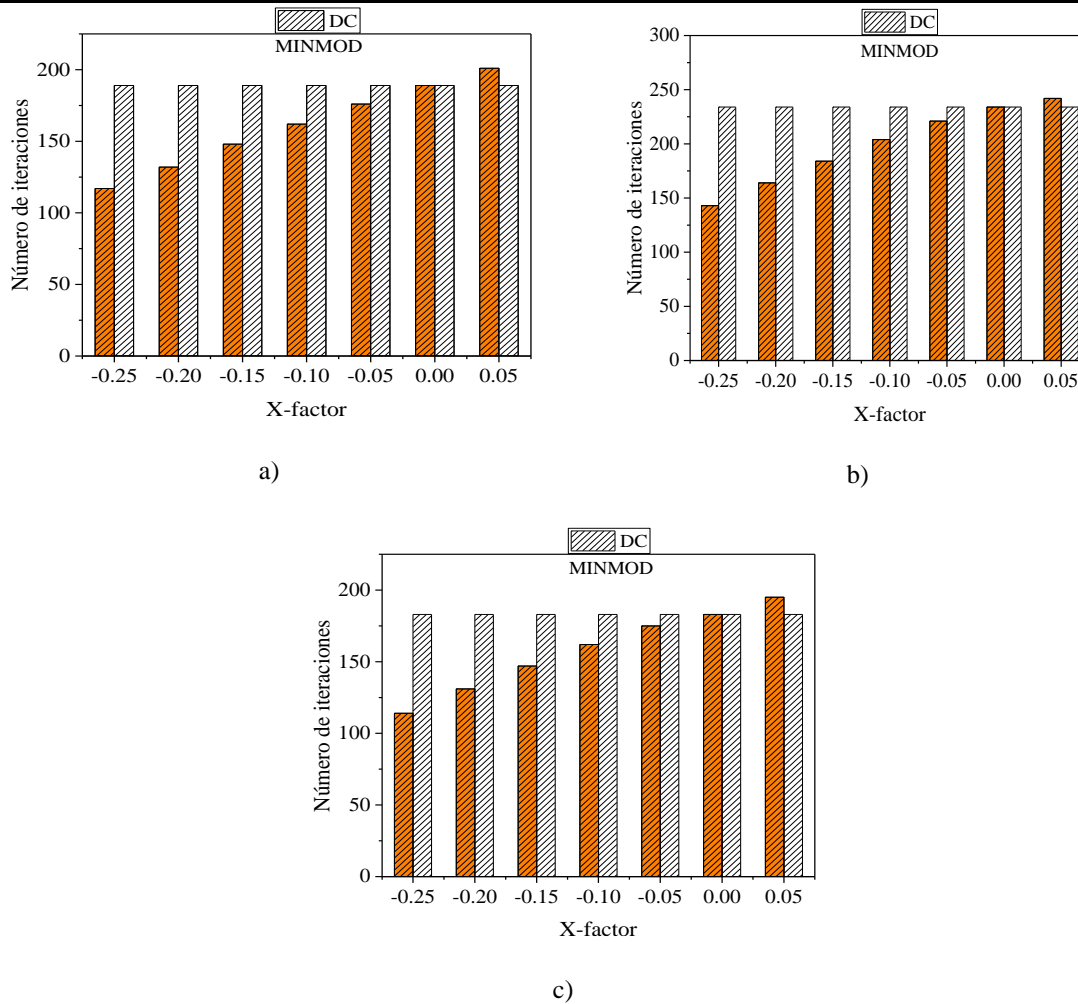 DC
MINMOD
Número de iteraciones
200
150
100
50
0
-0.25 -0.20 -0.15 -0.10 -0.05 0.00 0.05
X-factor
a)
DC
MINMOD
Número de iteraciones
300
250
200
150
100
50
0
-0.25 -0.20 -0.15 -0.10 -0.05 0.00 0.05
X-factor
b)
DC
MINMOD
Número de iteraciones
200
150
100
50
0
-0.25 -0.20 -0.15 -0.10 -0.05 0.00 0.05
X-factor
c)